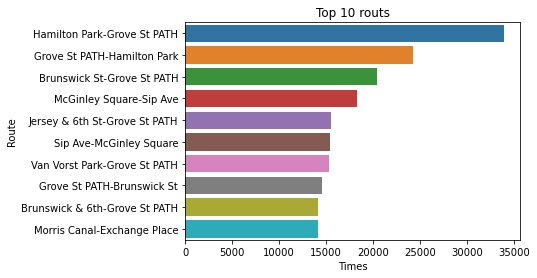 Top 10 routs
Hamilton Park-Grove St PATH
Grove St PATH-Hamilton Park
Brunswick St-Grove St PATH
McGinley Square-Sip Ave
Jersey & 6th St-Grove St PATH
Sip Ave-McGinley Square
Van Vorst Park-Grove St PATH
Grove St PATH-Brunswick St
Brunswick & 6th-Grove St PATH
Morris Canal-Exchange Place
Route
0 5000 10000 15000 20000 25000 30000 35000
Times